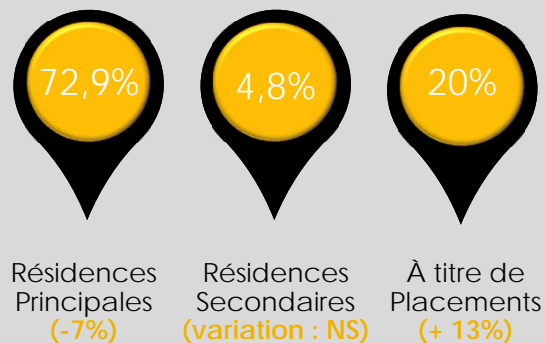 72,9%
4,8%
20%
Résidences
Principales
(-7%)
Résidences
Secondaires
(variation : NS)
À titre de
Placements
(+ 13%)